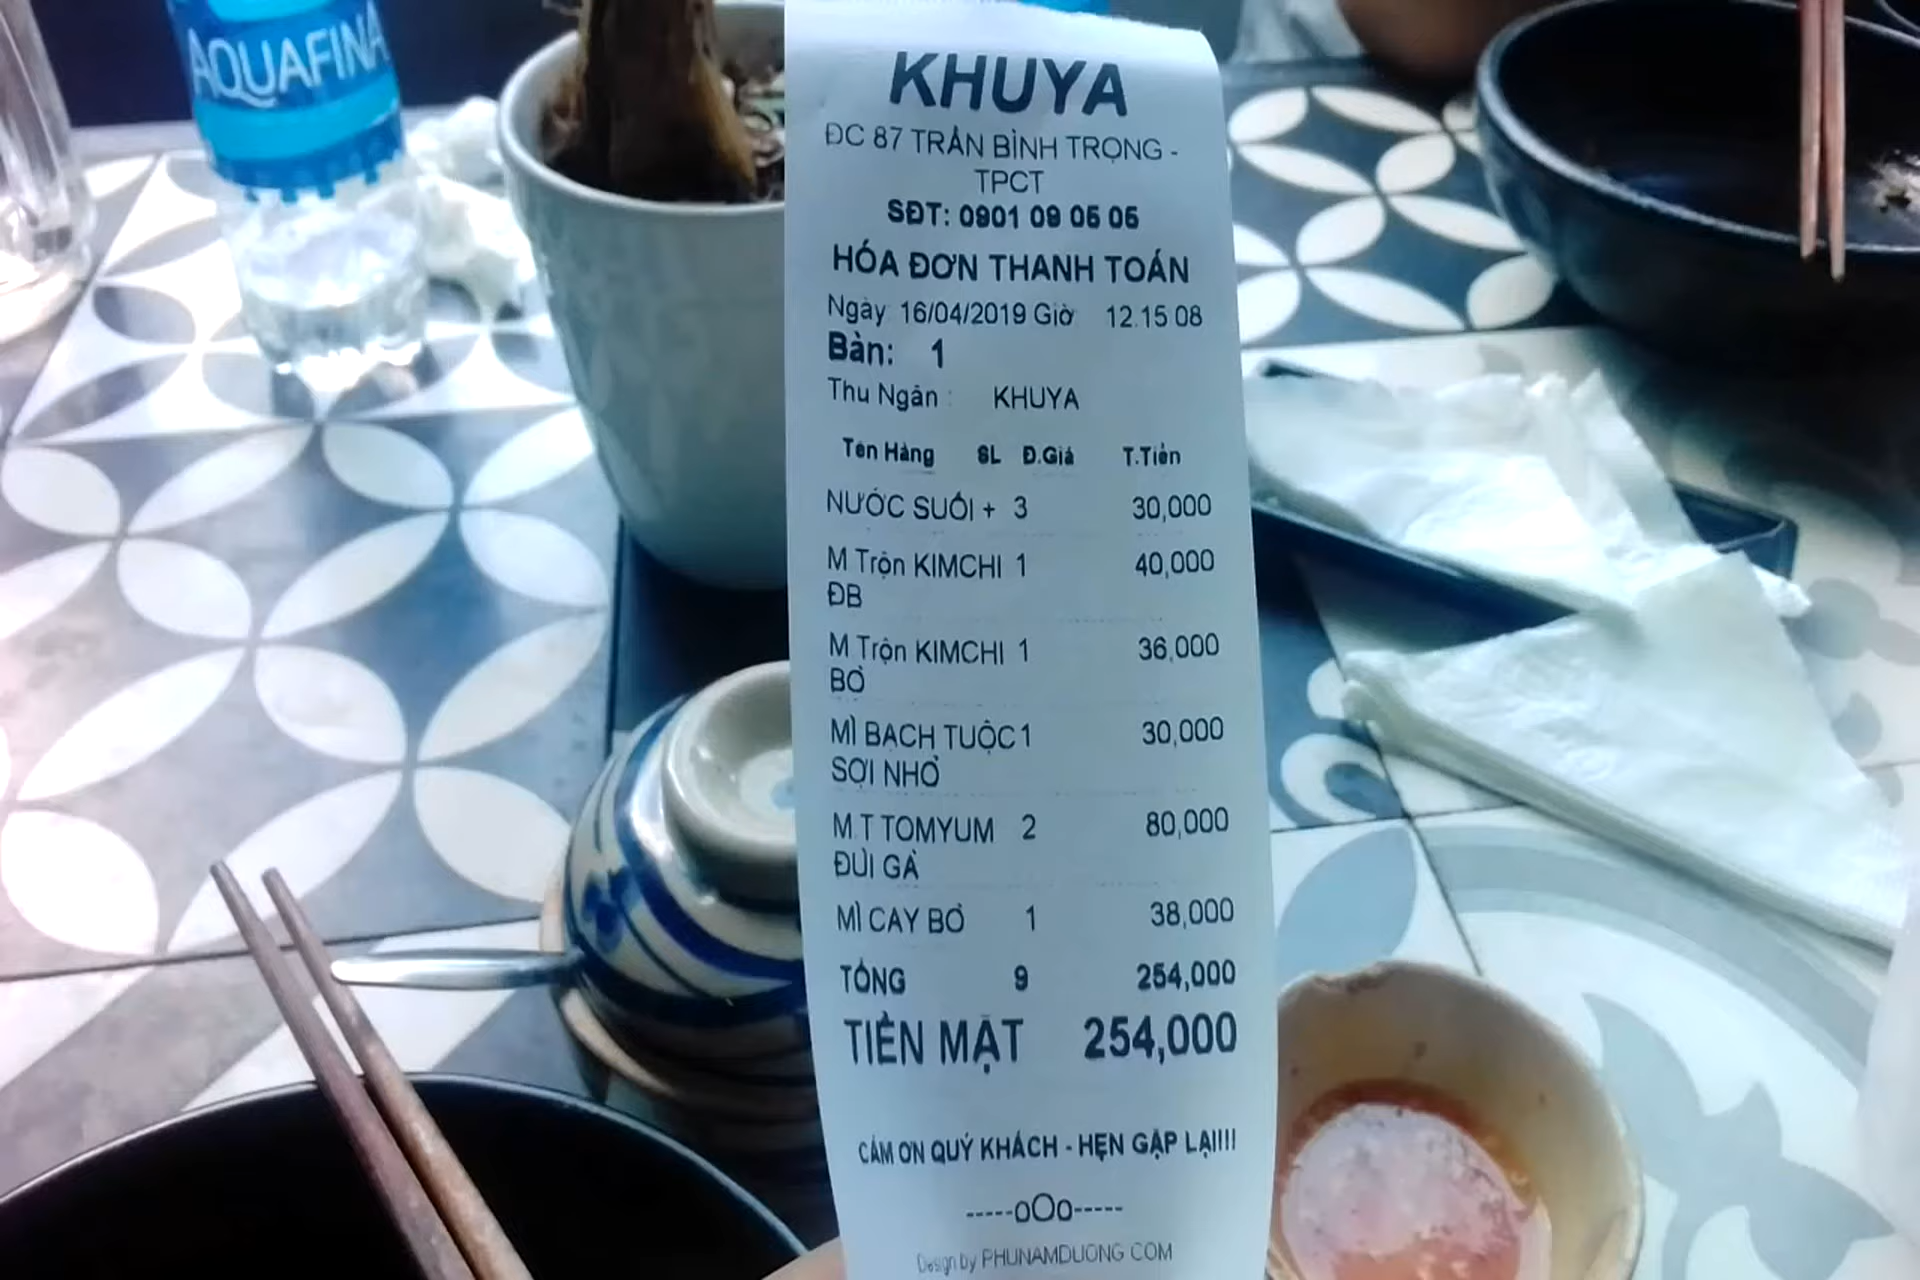 AQUAFINA
KHUYA
ĐC 87 TRẦN BÌNH TRỌNG -
TPCT
SĐT: 0901 09 05 05
HÓA ĐƠN THANH TOÁN
Ngày 16/04/2019 Giờ 12.15 08
Bàn: 1
Thu Ngân : KHUYA
Tên Hàng SL Đ.Giá T.Tiền
NƯỚC SUỐI + 3 30,000
M Trộn KIMCHI 1 40,000
ĐB
M Trộn KIMCHI 1 36,000
BÒ
MÌ BẠCH TUỘC 1 30,000
SỢI NHỎ
M.T TOMYUM 2 80,000
ĐÙI GÀ
MÌ CAY BÒ 1 38,000
TỔNG 9 254,000
TIỀN MẶT 254,000
CÁM ƠN QUÝ KHÁCH - HẸN GẶP LẠI!!!
-----oOo-----
Design by PHUNAMDUONG.COM